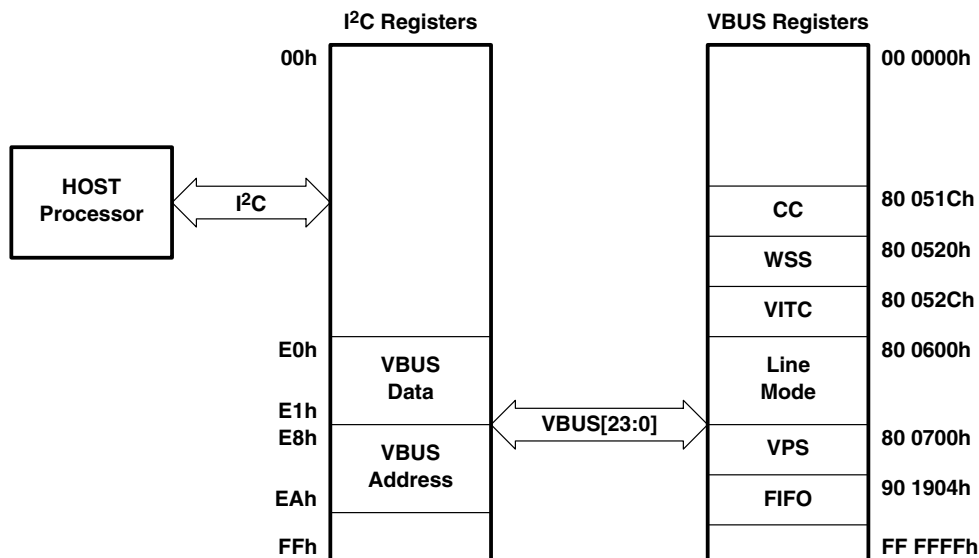 I²C Registers
VBUS Registers
00h
00 0000h
HOST
Processor
I²C
CC
80 051Ch
WSS
80 0520h
VITC
80 052Ch
E0h
VBUS
Data
Line
Mode
80 0600h
E1h
E8h
VBUS[23:0]
VBUS
Address
VPS
80 0700h
EAh
FIFO
90 1904h
FFh
FF FFFFh